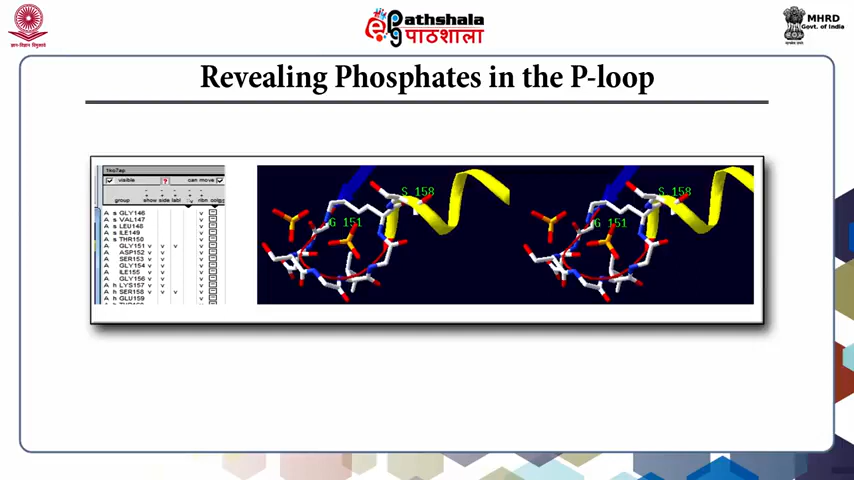 ePathshala
पाठशाला
MHRD
Govt. of India
Revealing Phosphates in the P-loop
visible
can move
group show side labl ribn
A s GLY146 v
A s VAL147 v
A s LEU148 v
A s ILE149 v
A s THR150 v
A GLY151 v v v v
A ASP152 v v v
A SER153 v v v
A GLY154 v v v
A ILE155 v v v
A GLY156 v v v
A h LYS157 v v v
A h SER158 v v v v
A h GLU159 v
S 158
G 151
S 158
G 151